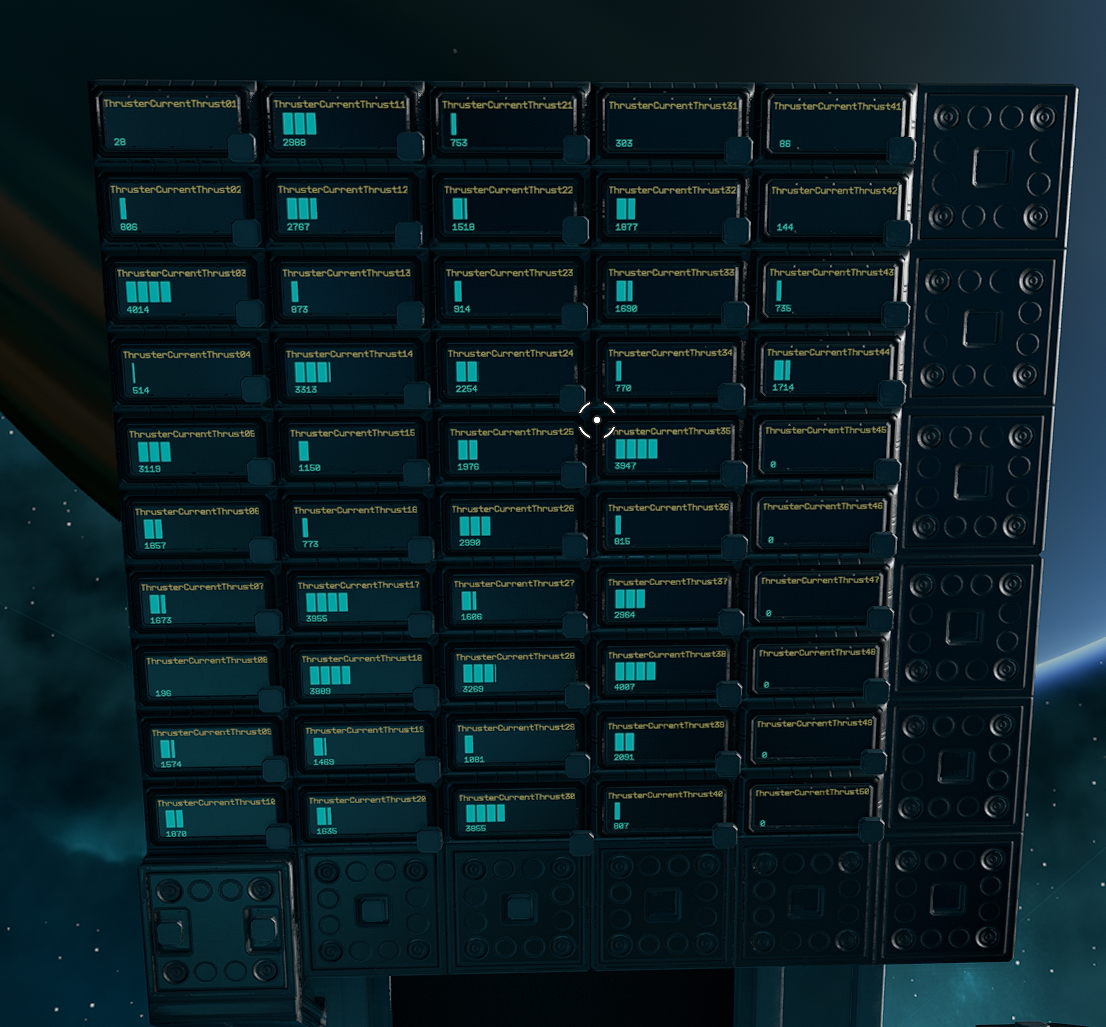 ThrusterCurrentThrust01
28
ThrusterCurrentThrust11
2988
ThrusterCurrentThrust21
753
ThrusterCurrentThrust31
303
ThrusterCurrentThrust41
86
ThrusterCurrentThrust02
806
ThrusterCurrentThrust12
2767
ThrusterCurrentThrust22
1518
ThrusterCurrentThrust32
1877
ThrusterCurrentThrust42
144
ThrusterCurrentThrust03
4014
ThrusterCurrentThrust13
873
ThrusterCurrentThrust23
914
ThrusterCurrentThrust33
1690
ThrusterCurrentThrust43
735
ThrusterCurrentThrust04
514
ThrusterCurrentThrust14
3313
ThrusterCurrentThrust24
2254
ThrusterCurrentThrust34
770
ThrusterCurrentThrust44
1714
ThrusterCurrentThrust05
3119
ThrusterCurrentThrust15
1150
ThrusterCurrentThrust25
1976
ThrusterCurrentThrust35
3947
ThrusterCurrentThrust45
0
ThrusterCurrentThrust06
1857
ThrusterCurrentThrust16
773
ThrusterCurrentThrust26
2990
ThrusterCurrentThrust36
815
ThrusterCurrentThrust46
0
ThrusterCurrentThrust07
1673
ThrusterCurrentThrust17
3955
ThrusterCurrentThrust27
1606
ThrusterCurrentThrust37
2964
ThrusterCurrentThrust47
0
ThrusterCurrentThrust08
196
ThrusterCurrentThrust18
3889
ThrusterCurrentThrust28
3269
ThrusterCurrentThrust38
4007
ThrusterCurrentThrust48
0
ThrusterCurrentThrust09
1574
ThrusterCurrentThrust19
1469
ThrusterCurrentThrust29
1081
ThrusterCurrentThrust39
2091
ThrusterCurrentThrust49
0
ThrusterCurrentThrust10
1870
ThrusterCurrentThrust20
1635
ThrusterCurrentThrust30
3855
ThrusterCurrentThrust40
807
ThrusterCurrentThrust50
0